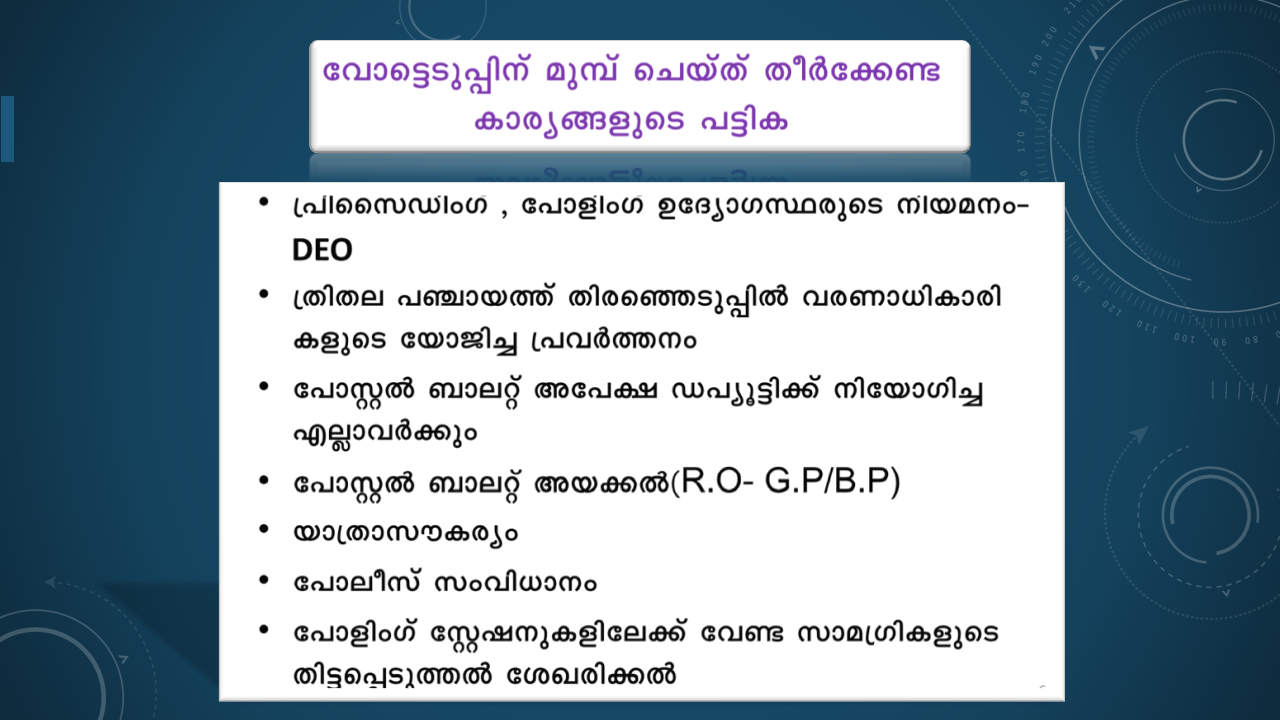 വോട്ടെടുപ്പിന് മുമ്പ് ചെയ്ത് തീർക്കേണ്ട
കാര്യങ്ങളുടെ പട്ടിക
• പ്രിസൈഡിംഗ് , പോളിംഗ് ഉദ്യോഗസ്ഥരുടെ നിയമനം-
DEO
• ത്രിതല പഞ്ചായത്ത് തിരഞ്ഞെടുപ്പിൽ വരണാധികാരി
കളുടെ യോജിച്ച പ്രവർത്തനം
• പോസ്റ്റൽ ബാലറ്റ് അപേക്ഷ ഡപ്യൂട്ടിക്ക് നിയോഗിച്ച
എല്ലാവർക്കും
• പോസ്റ്റൽ ബാലറ്റ് അയക്കൽ(R.O- G.P/B.P)
• യാത്രാസൗകര്യം
• പോലീസ് സംവിധാനം
• പോളിംഗ് സ്റ്റേഷനുകളിലേക്ക് വേണ്ട സാമഗ്രികളുടെ
തിട്ടപ്പെടുത്തൽ ശേഖരിക്കൽ